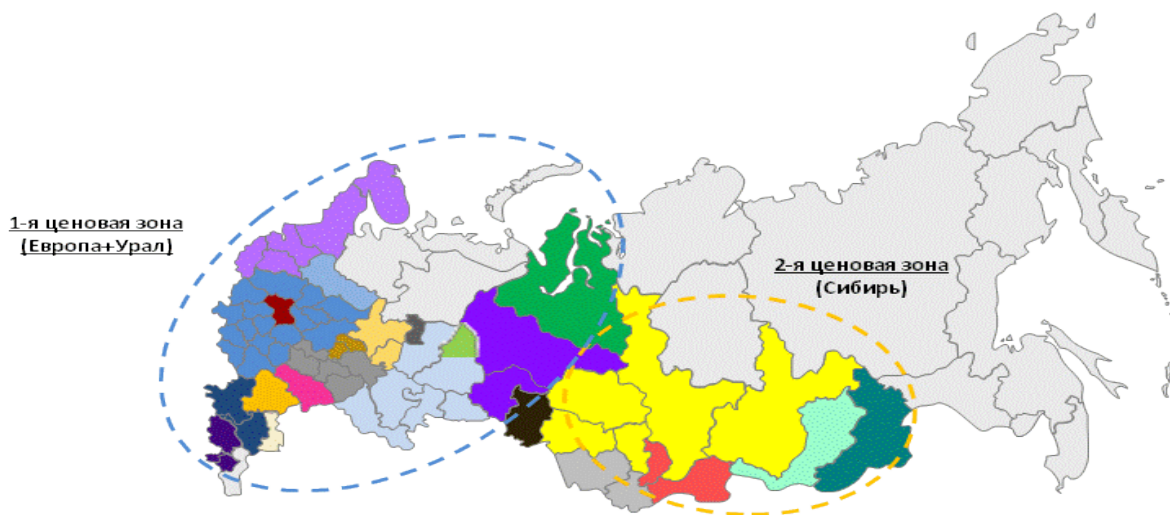 1-я ценовая зона
(Европа+Урал)
2-я ценовая зона
(Сибирь)